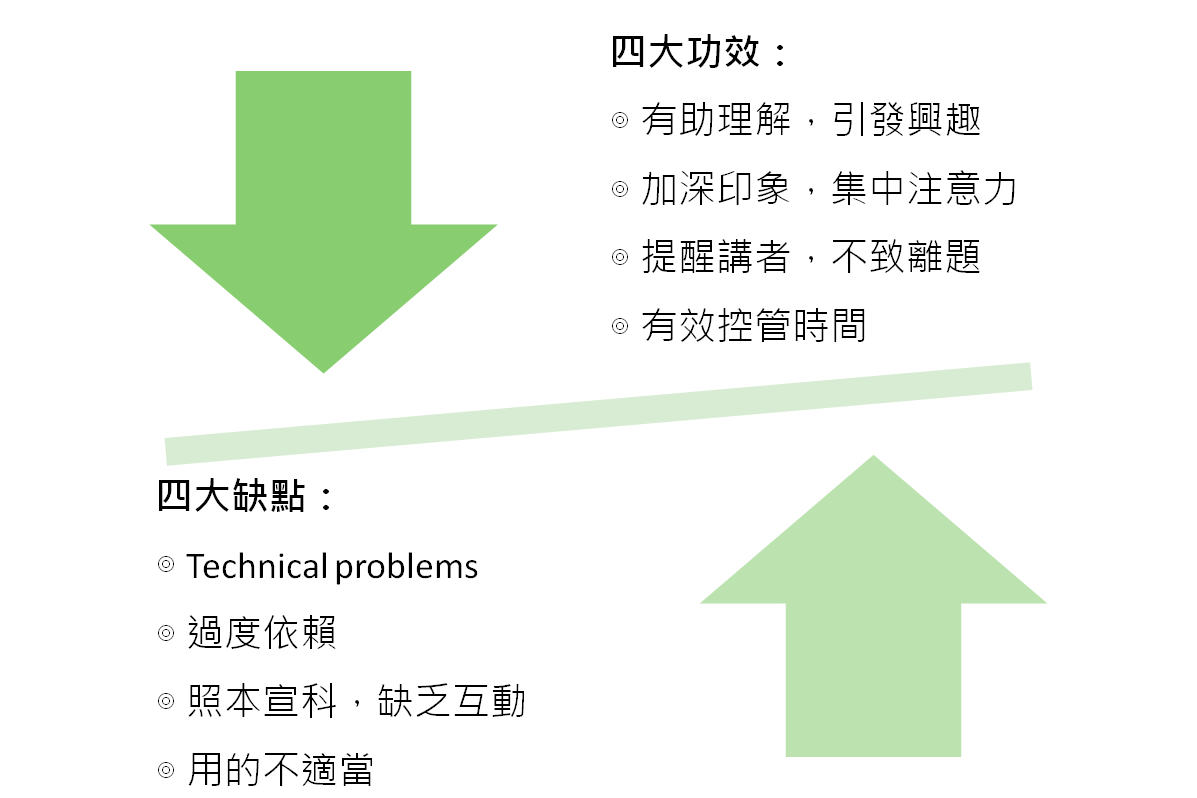 四大功效：
◎ 有助理解，引發興趣
◎ 加深印象，集中注意力
◎ 提醒講者，不致離題
◎ 有效控管時間
四大缺點：
◎ Technical problems
◎ 過度依賴
◎ 照本宣科，缺乏互動
◎ 用的不適當